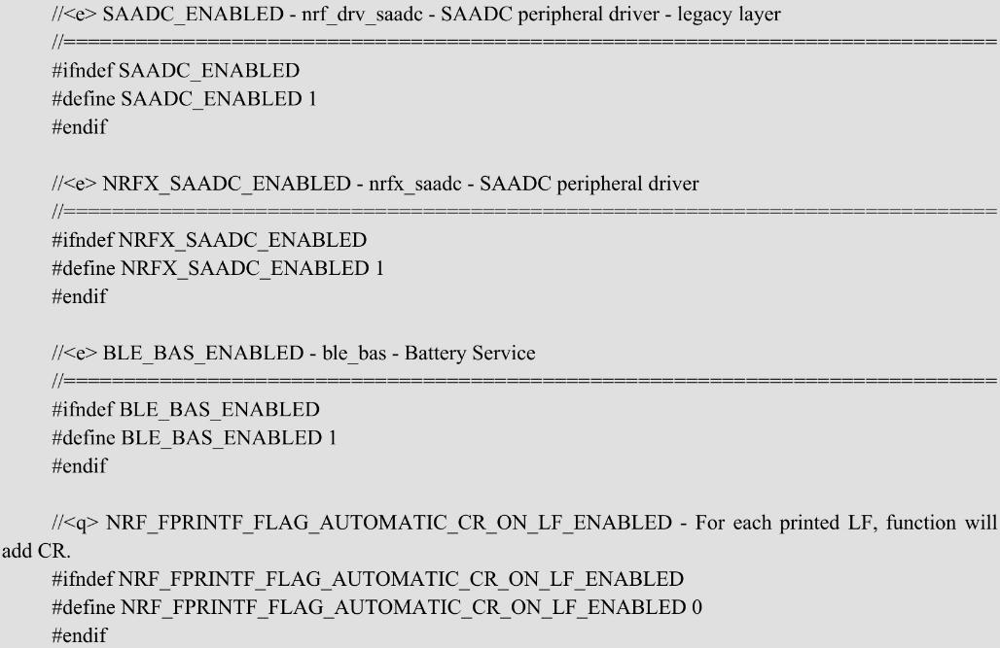 //<e> SAADC_ENABLED - nrf_drv_saadc - SAADC peripheral driver - legacy layer
//=============================================================================
#ifndef SAADC_ENABLED
#define SAADC_ENABLED 1
#endif
//<e> NRFX_SAADC_ENABLED - nrfx_saadc - SAADC peripheral driver
//=============================================================================
#ifndef NRFX_SAADC_ENABLED
#define NRFX_SAADC_ENABLED 1
#endif
//<e> BLE_BAS_ENABLED - ble_bas - Battery Service
//=============================================================================
#ifndef BLE_BAS_ENABLED
#define BLE_BAS_ENABLED 1
#endif
//<q> NRF_FPRINTF_FLAG_AUTOMATIC_CR_ON_LF_ENABLED - For each printed LF, function will
add CR.
#ifndef NRF_FPRINTF_FLAG_AUTOMATIC_CR_ON_LF_ENABLED
#define NRF_FPRINTF_FLAG_AUTOMATIC_CR_ON_LF_ENABLED 0
#endif